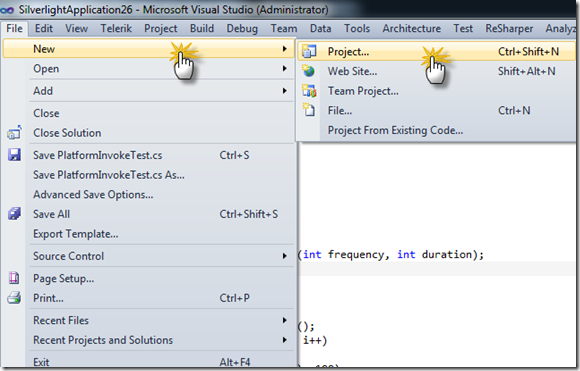 SilverlightApplication26 - Microsoft Visual Studio (Administrator)
File Edit View Telerik Project Build Debug Team Data Tools Architecture Test ReSharper Analyz
New
Open
Add
Close
Close Solution
Save PlatformInvokeTest.cs Ctrl+S
Save PlatformInvokeTest.cs As...
Advanced Save Options...
Save All Ctrl+Shift+S
Export Template...
Source Control
Page Setup...
Print... Ctrl+P
Recent Files
Recent Projects and Solutions
Exit Alt+F4
Project... Ctrl+Shift+N
Web Site... Shift+Alt+N
Team Project...
File... Ctrl+N
Project From Existing Code...
(int frequency, int duration);
();
i++)